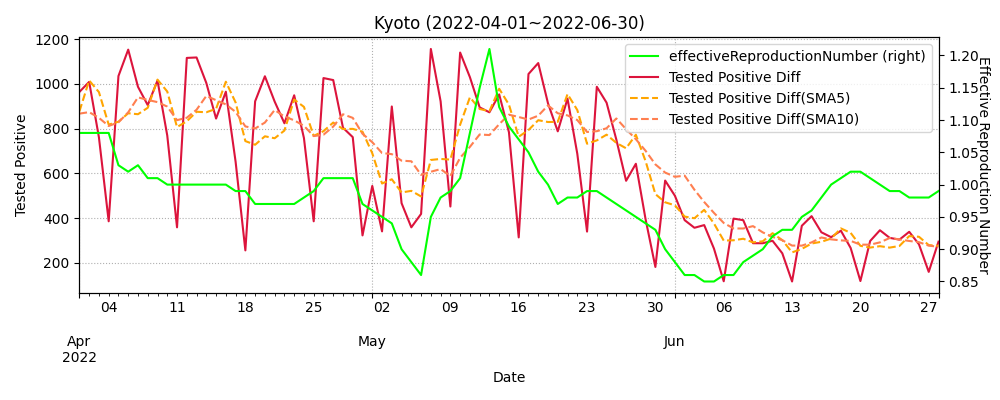 Kyoto (2022-04-01~2022-06-30)
effectiveReproductionNumber (right)
Tested Positive Diff
Tested Positive Diff(SMA5)
Tested Positive Diff(SMA10)
Tested Positive
1200
1000
800
600
400
200
Effective Reproduction Number
1.20
1.15
1.10
1.05
1.00
0.95
0.90
0.85
04 11 18 25 02 09 16 23 30 06 13 20 27
Apr May Jun
2022
Date